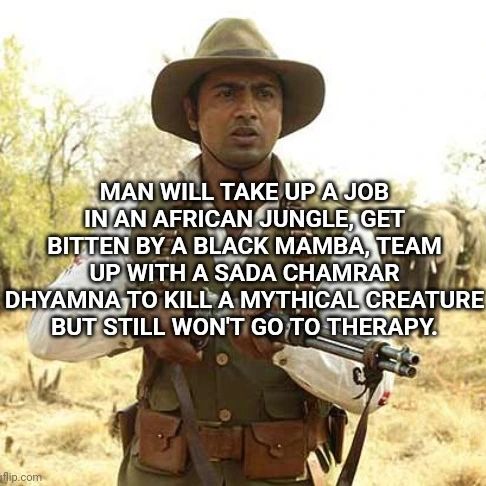 MAN WILL TAKE UP A JOB
IN AN AFRICAN JUNGLE, GET
BITTEN BY A BLACK MAMBA, TEAM
UP WITH A SADA CHAMRAR
DHYAMNA TO KILL A MYTHICAL CREATURE
BUT STILL WON'T GO TO THERAPY.
flip.com